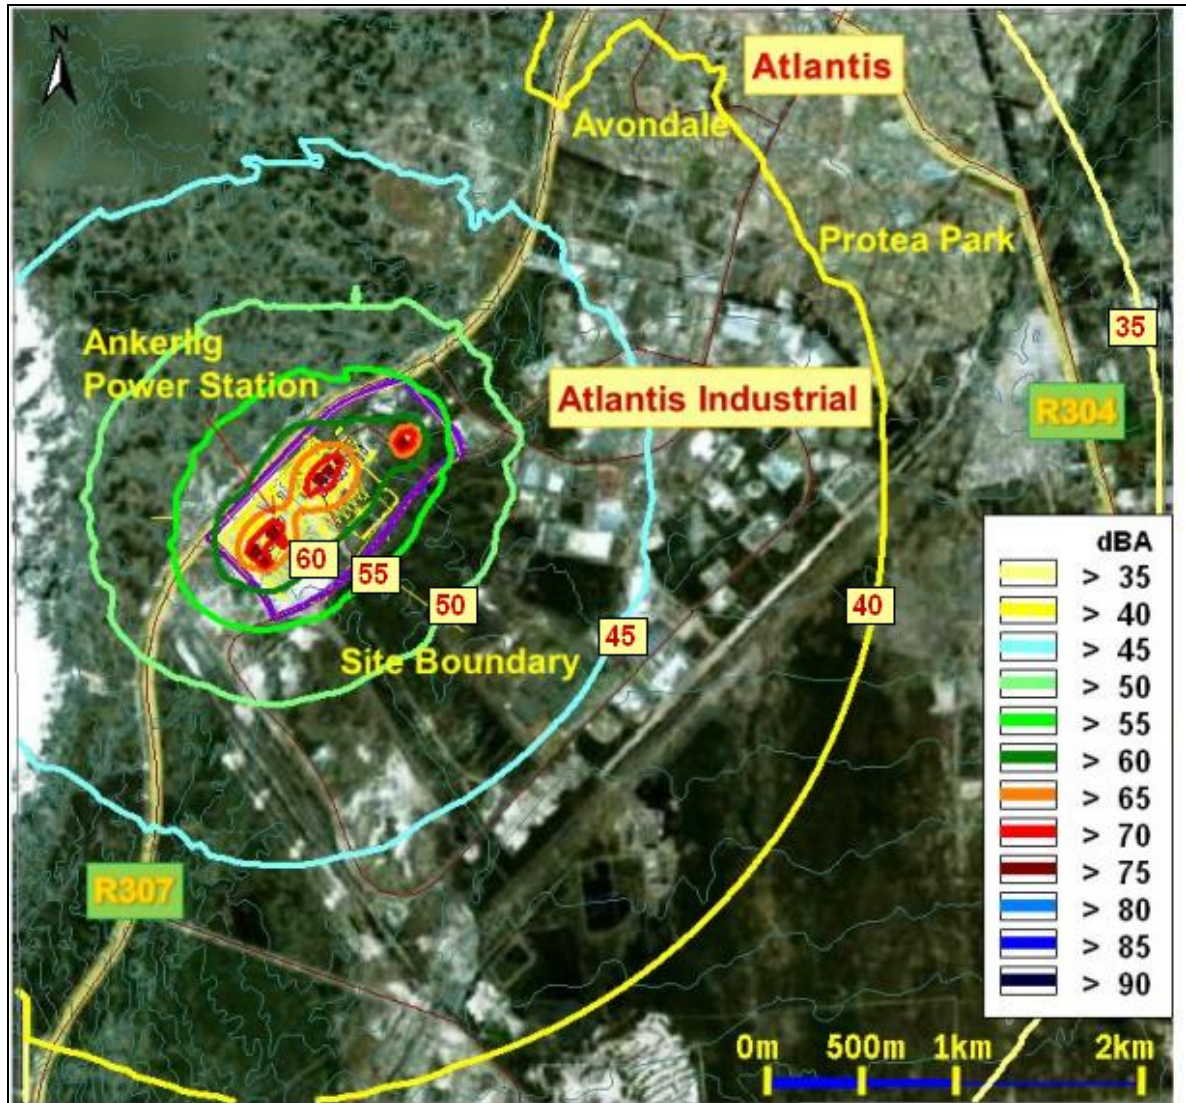 N
Atlantis
Avondale
Protea Park
35
Ankerlig
Power Station
Atlantis Industrial
R304
60
55
50
45
40
Site Boundary
R307
dBA
> 35
> 40
> 45
> 50
> 55
> 60
> 65
> 70
> 75
> 80
> 85
> 90
0m 500m 1km 2km